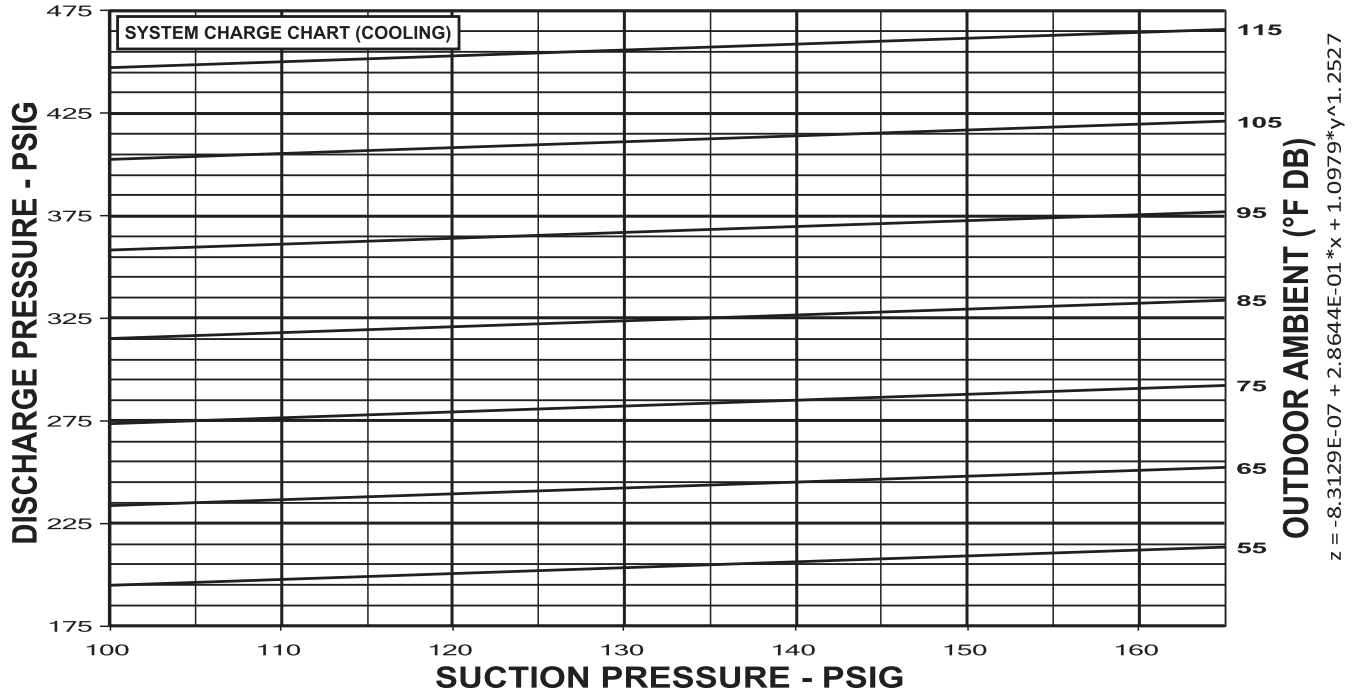 SYSTEM CHARGE CHART (COOLING)
DISCHARGE PRESSURE - PSIG
475
425
375
325
275
225
175
100 110 120 130 140 150 160
SUCTION PRESSURE - PSIG
115
105
95
85
75
65
55
OUTDOOR AMBIENT (°F DB)
z = -8.3129E-07 + 2.8644E-01*x + 1.0979*y^1.2527